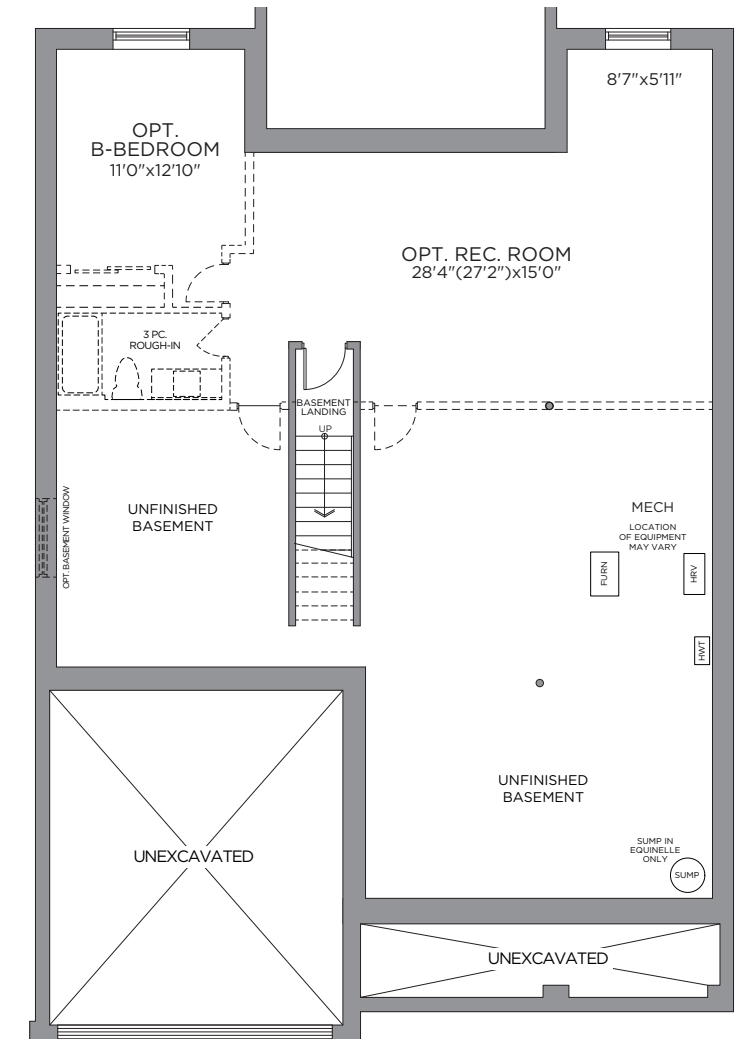 8'7"x5'11"
OPT.
B-BEDROOM
11'0"x12'10"
OPT. REC. ROOM
28'4"(27'2")x15'0"
3 PC.
ROUGH-IN
BASEMENT
LANDING
UP
OPT. BASEMENT WINDOW
UNFINISHED
BASEMENT
MECH
LOCATION
OF EQUIPMENT
MAY VARY
FURN
HRV
HWT
UNFINISHED
BASEMENT
SUMP IN
EQUINELLE
ONLY
SUMP
UNEXCAVATED
UNEXCAVATED